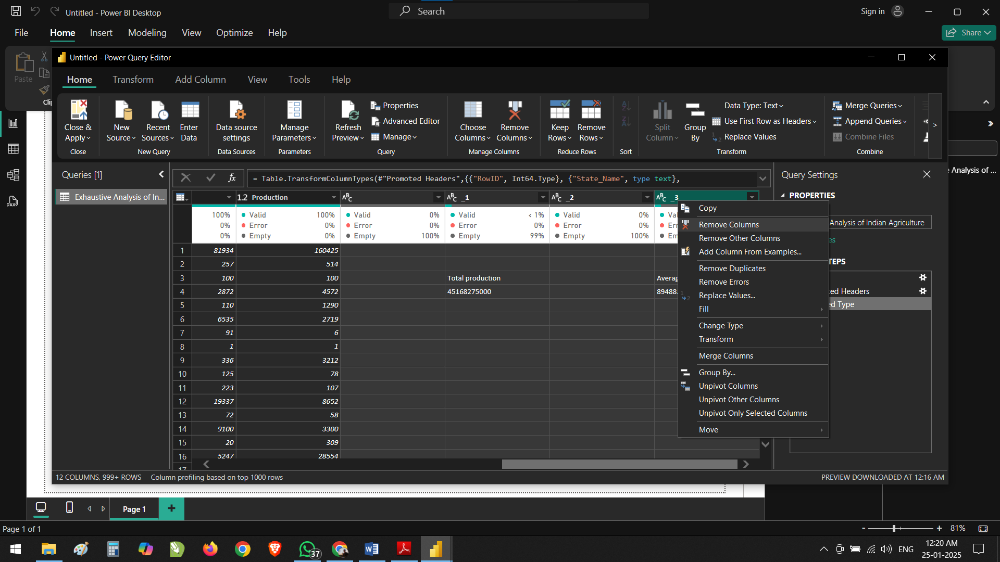 Untitled - Power BI Desktop
Search
Sign in
File
Home
Insert
Modeling
View
Optimize
Help
Share
Paste
Untitled - Power Query Editor
Home
Transform
Add Column
View
Tools
Help
Close & Apply
New Source
Recent Sources
Enter Data
Data source settings
Manage Parameters
Refresh Preview
Properties
Advanced Editor
Manage
Choose Columns
Remove Columns
Keep Rows
Remove Rows
Split Column
Group By
Data Type: Text
Use First Row as Headers
Replace Values
Merge Queries
Append Queries
Combine Files
Close
New Query
Data Sources
Parameters
Query
Manage Columns
Reduce Rows
Sort
Transform
Combine
DAX
e Analysis of ...
Queries [1]
Exhaustive Analysis of In...
fx
= Table.TransformColumnTypes(#"Promoted Headers",{{"RowID", Int64.Type}, {"State_Name", type text},
Query Settings
PROPERTIES
Analysis of Indian Agriculture
es
TEPS
ted Headers
ed Type
1.2 Production
ABC
ABC _1
ABC _2
ABC _3
100% Valid 100% Valid 0% Valid < 1% Valid 0%
0% Error 0% Error 0% Error 0% Error 0%
0% Empty 0% Empty 100% Empty 99% Empty 100%
1 81934 160425
2 257 514
3 100 100 Total production Averag
4 2872 4572 45168275000 89488.
5 110 1290
6 6535 2719
7 91 6
8 1 1
9 336 3212
10 125 78
11 223 107
12 19337 8652
13 72 58
14 9100 3300
15 20 309
16 5247 28554
Copy
Remove Columns
Remove Other Columns
Add Column From Examples...
Remove Duplicates
Remove Errors
Replace Values...
Fill
Change Type
Transform
Merge Columns
Group By...
Unpivot Columns
Unpivot Other Columns
Unpivot Only Selected Columns
Move
12 COLUMNS, 999+ ROWS
Column profiling based on top 1000 rows
PREVIEW DOWNLOADED AT 12:16 AM
Page 1
Page 1 of 1
- + 81%
37
ENG
12:20 AM
25-01-2025